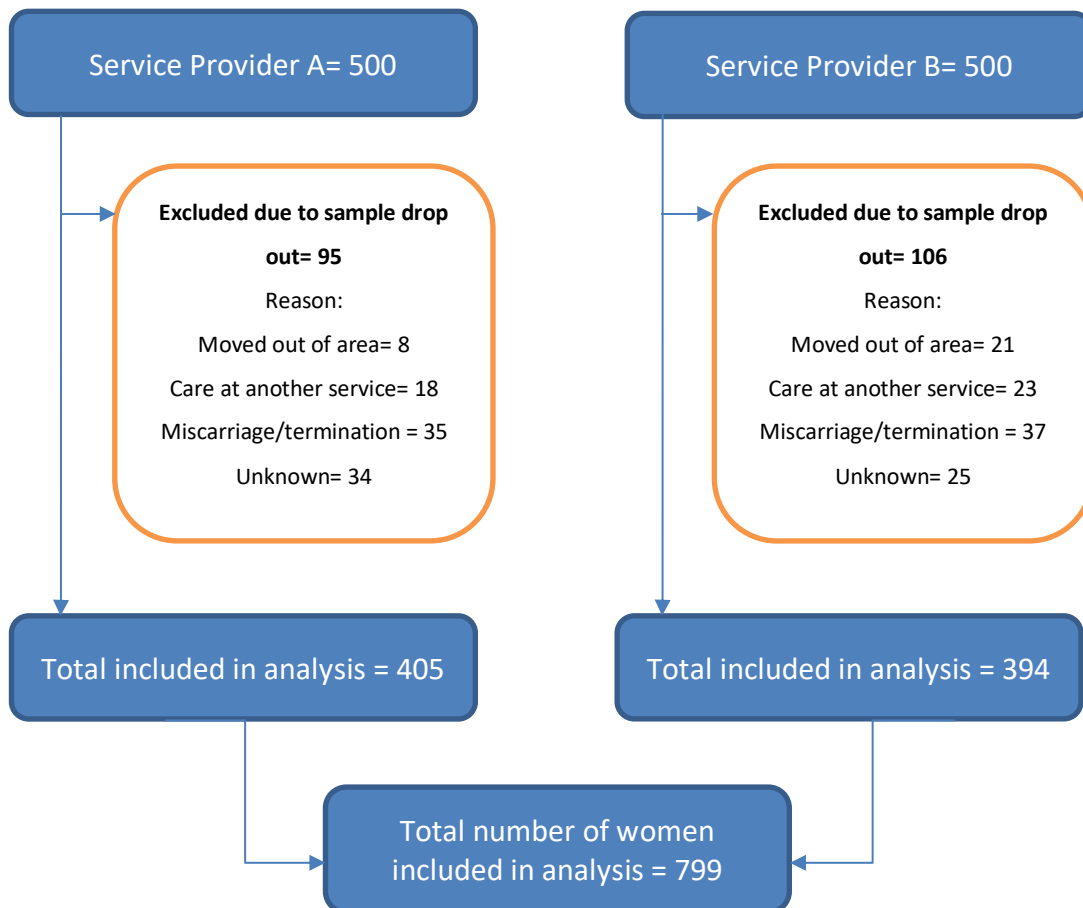 Service Provider A= 500
Excluded due to sample drop
out= 95
Reason:
Moved out of area= 8
Care at another service= 18
Miscarriage/termination = 35
Unknown= 34
Total included in analysis = 405
Service Provider B= 500
Excluded due to sample drop
out= 106
Reason:
Moved out of area= 21
Care at another service= 23
Miscarriage/termination = 37
Unknown= 25
Total included in analysis = 394
Total number of women
included in analysis = 799